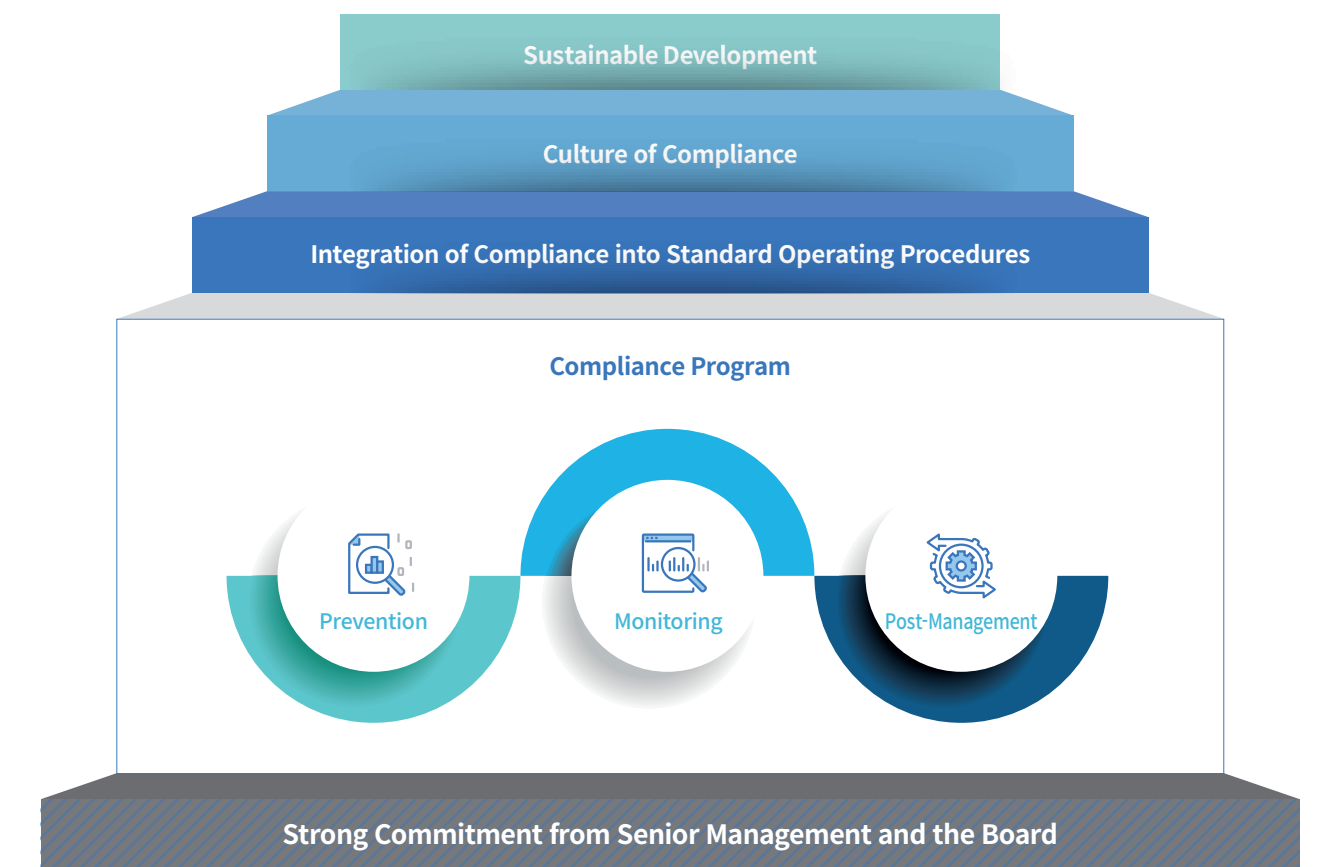 Sustainable Development
Culture of Compliance
Integration of Compliance into Standard Operating Procedures
Compliance Program
Prevention
Monitoring
Post-Management
Strong Commitment from Senior Management and the Board